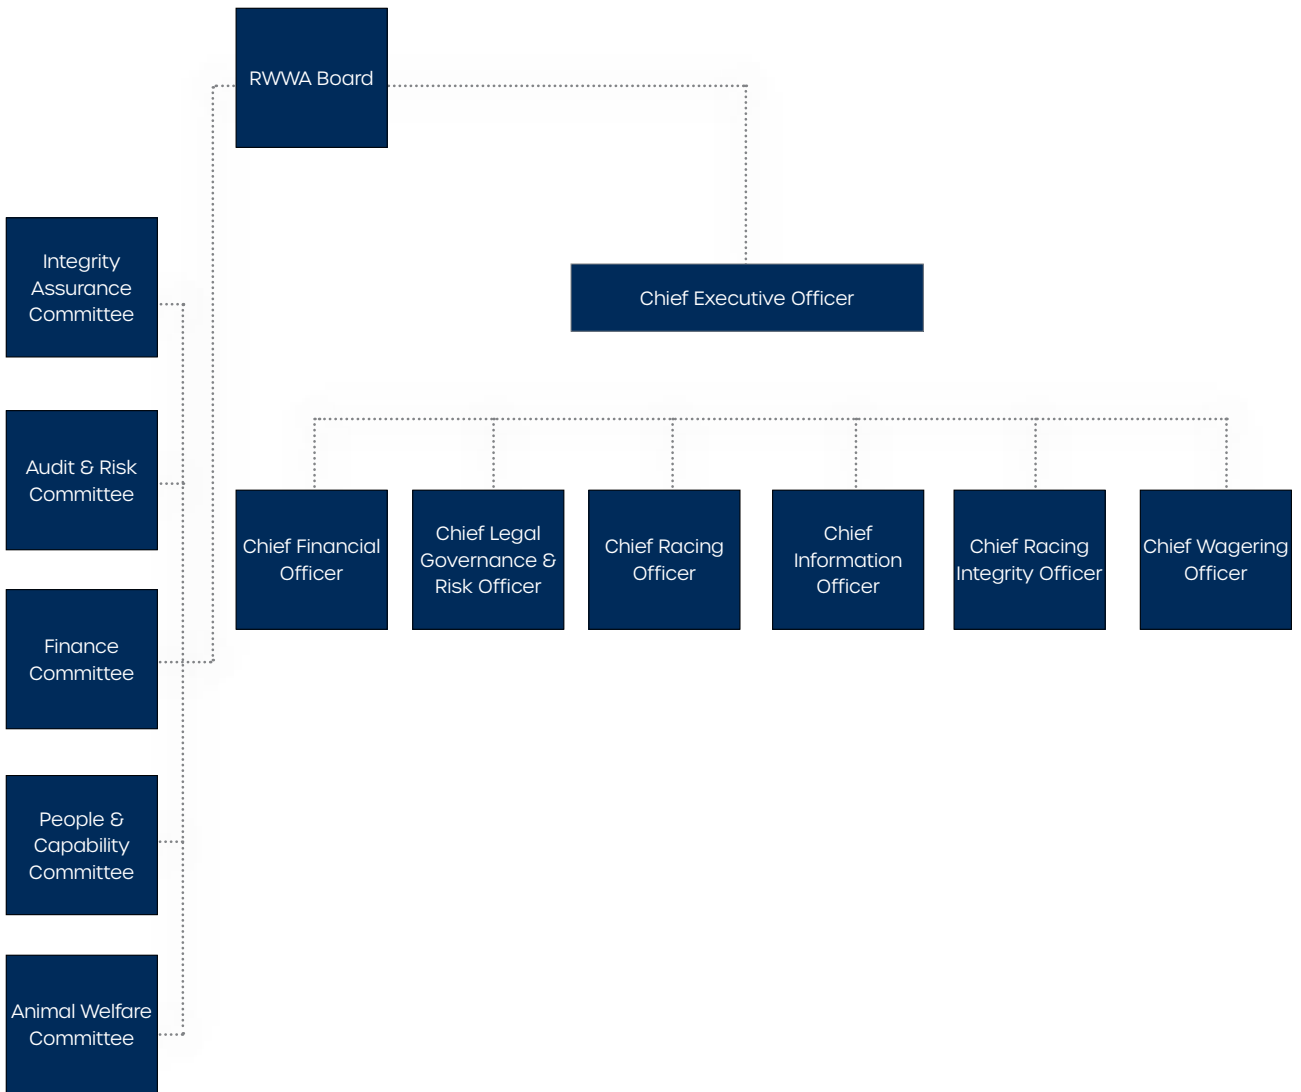 RWWA Board
Chief Executive Officer
Integrity
Assurance
Committee
Audit & Risk
Committee
Finance
Committee
People &
Capability
Committee
Animal Welfare
Committee
Chief Financial
Officer
Chief Legal
Governance &
Risk Officer
Chief Racing
Officer
Chief
Information
Officer
Chief Racing
Integrity Officer
Chief Wagering
Officer